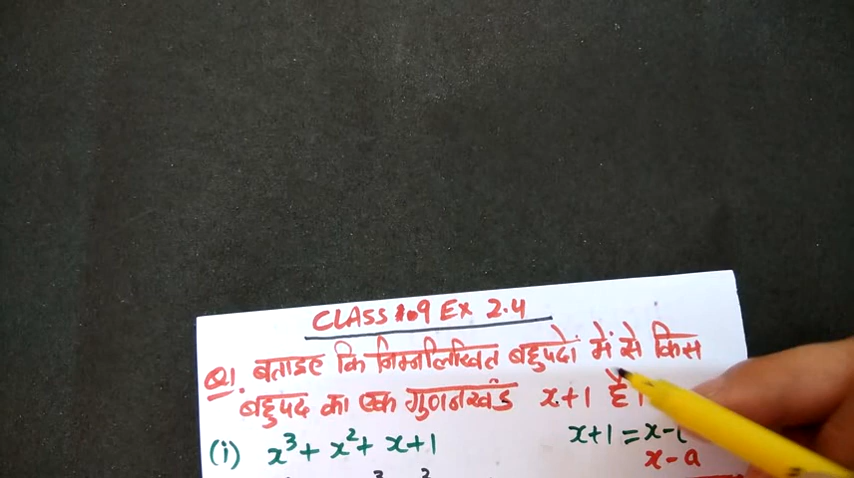 CLASS 9 Ex 2.4
Q1. बताइए कि निम्नलिखित बहुपदों में से किस
बहुपद का एक गुणनखंड x+1 है।
(i) x³+ x²+ x+1 x+1 = x-(
x-a